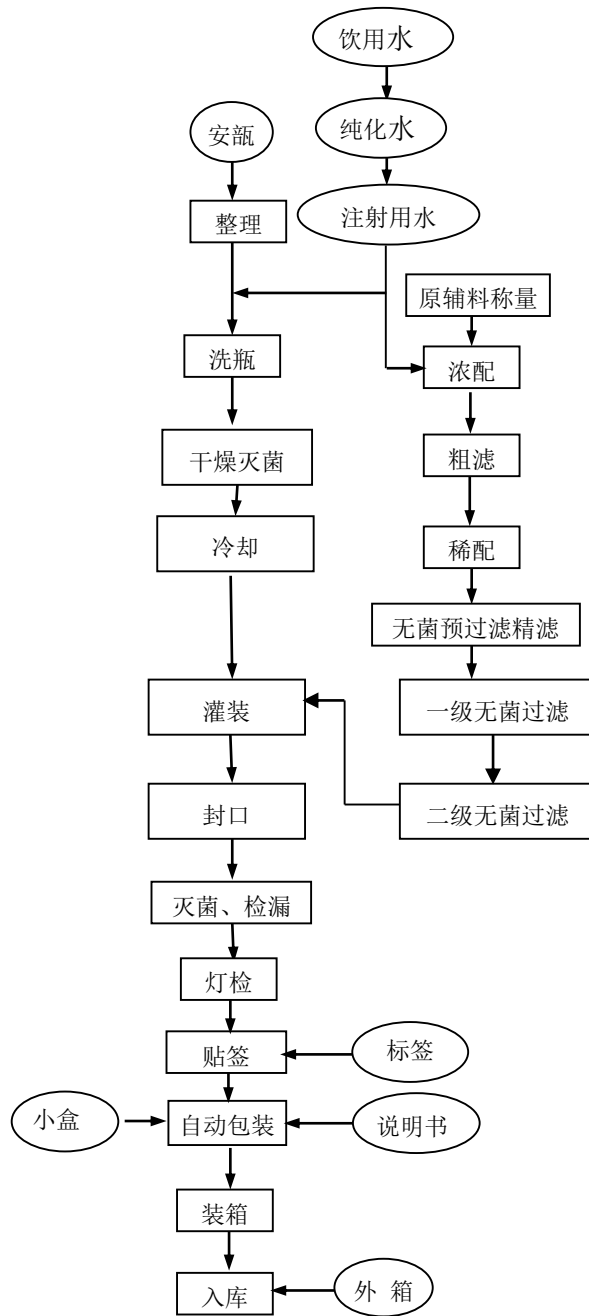 饮用水
纯化水
安瓿
整理
注射用水
原辅料称量
洗瓶
浓配
干燥灭菌
粗滤
冷却
稀配
无菌预过滤精滤
灌装
一级无菌过滤
封口
二级无菌过滤
灭菌、检漏
灯检
贴签
标签
小盒
自动包装
说明书
装箱
入库
外 箱